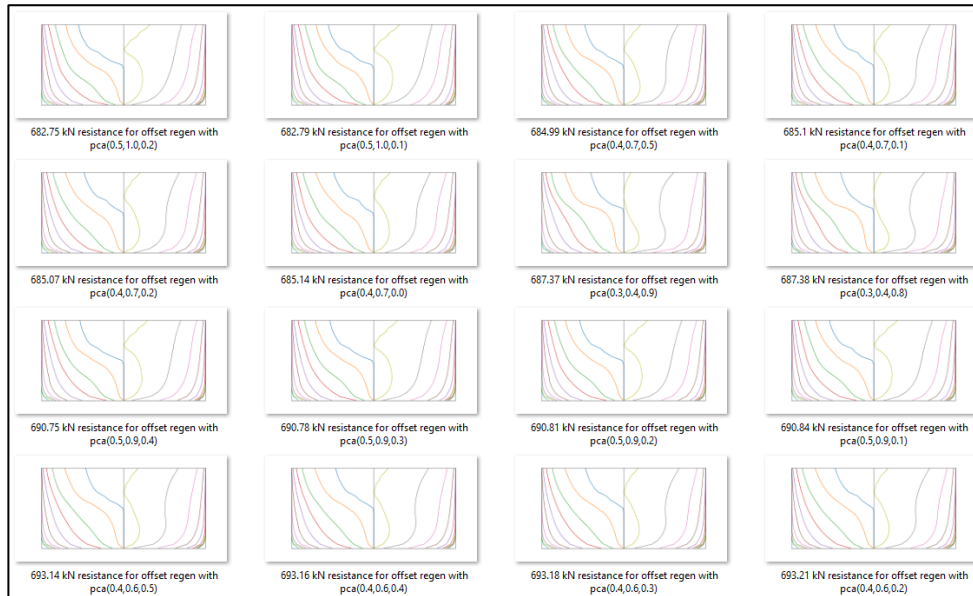 682.75 kN resistance for offset regen with
pca(0.5,1.0,0.2)
682.79 kN resistance for offset regen with
pca(0.5,1.0,0.1)
684.99 kN resistance for offset regen with
pca(0.4,0.7,0.5)
685.1 kN resistance for offset regen with
pca(0.4,0.7,0.1)
685.07 kN resistance for offset regen with
pca(0.4,0.7,0.2)
685.14 kN resistance for offset regen with
pca(0.4,0.7,0.0)
687.37 kN resistance for offset regen with
pca(0.3,0.4,0.9)
687.38 kN resistance for offset regen with
pca(0.3,0.4,0.8)
690.75 kN resistance for offset regen with
pca(0.5,0.9,0.4)
690.78 kN resistance for offset regen with
pca(0.5,0.9,0.3)
690.81 kN resistance for offset regen with
pca(0.5,0.9,0.2)
690.84 kN resistance for offset regen with
pca(0.5,0.9,0.1)
693.14 kN resistance for offset regen with
pca(0.4,0.6,0.5)
693.16 kN resistance for offset regen with
pca(0.4,0.6,0.4)
693.18 kN resistance for offset regen with
pca(0.4,0.6,0.3)
693.21 kN resistance for offset regen with
pca(0.4,0.6,0.2)